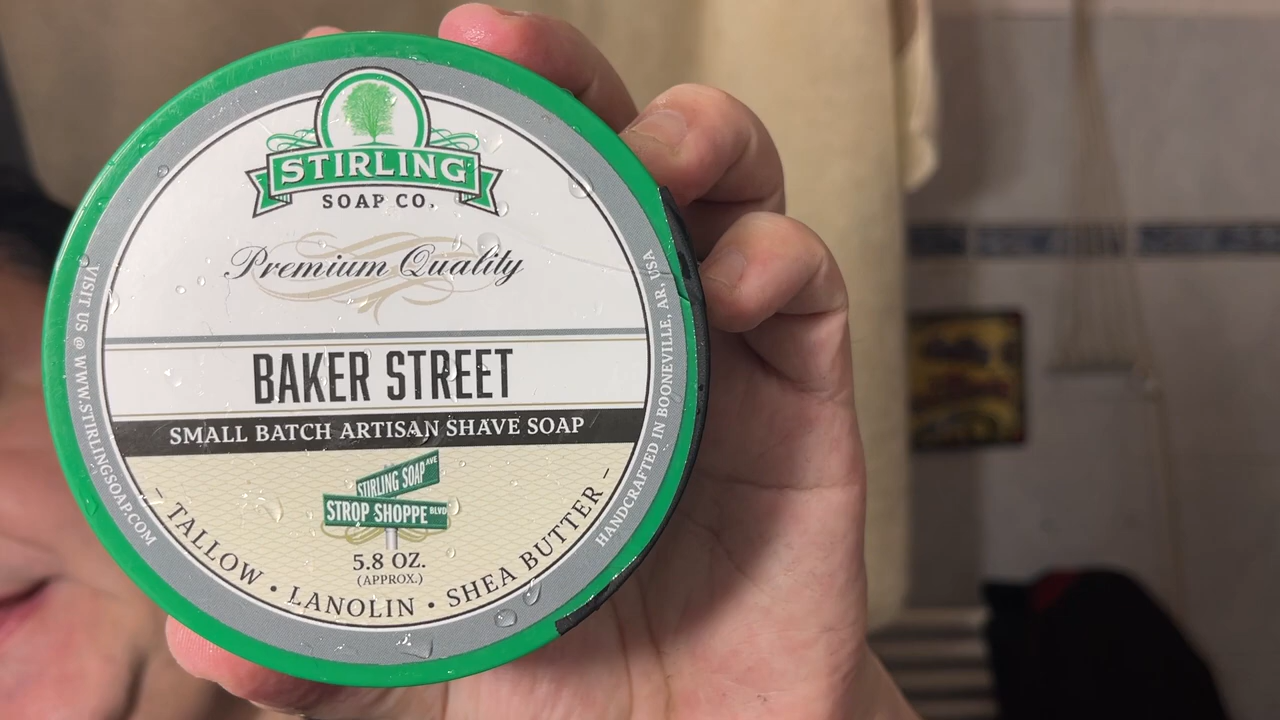 STIRLING
SOAP CO.
Premium Quality
BAKER STREET
SMALL BATCH ARTISAN SHAVE SOAP
STIRLING SOAP AVE
STROP SHOPPE BLVD
5.8 OZ.
(APPROX.)
- TALLOW • LANOLIN • SHEA BUTTER -
VISIT US @ WWW.STIRLINGSOAP.COM
HANDCRAFTED IN BOONEVILLE, AR, USA